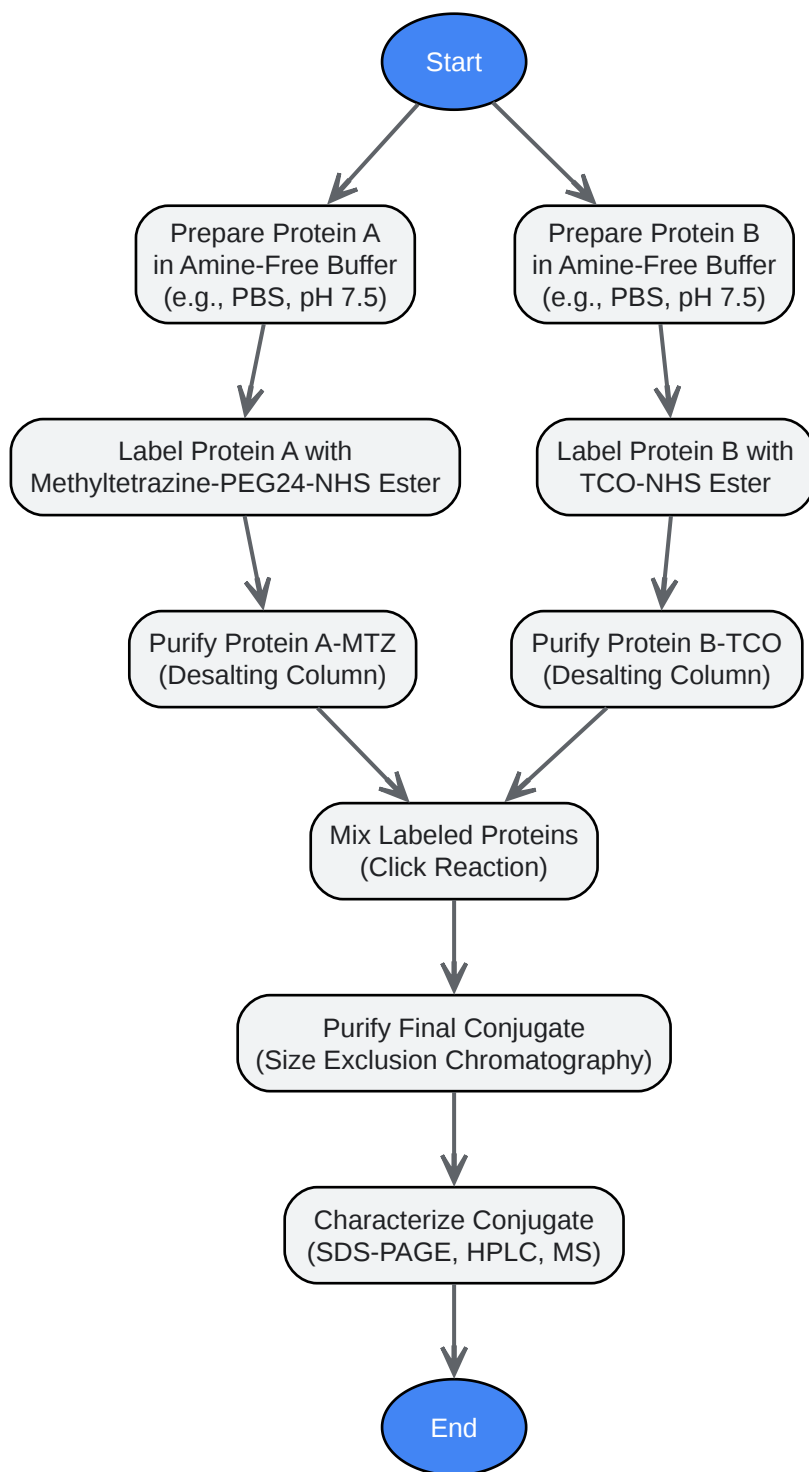 Start
Prepare Protein A
in Amine-Free Buffer
(e.g., PBS, pH 7.5)
Prepare Protein B
in Amine-Free Buffer
(e.g., PBS, pH 7.5)
Label Protein A with
Methyltetrazine-PEG24-NHS Ester
Label Protein B with
TCO-NHS Ester
Purify Protein A-MTZ
(Desalting Column)
Purify Protein B-TCO
(Desalting Column)
Mix Labeled Proteins
(Click Reaction)
Purify Final Conjugate
(Size Exclusion Chromatography)
Characterize Conjugate
(SDS-PAGE, HPLC, MS)
End